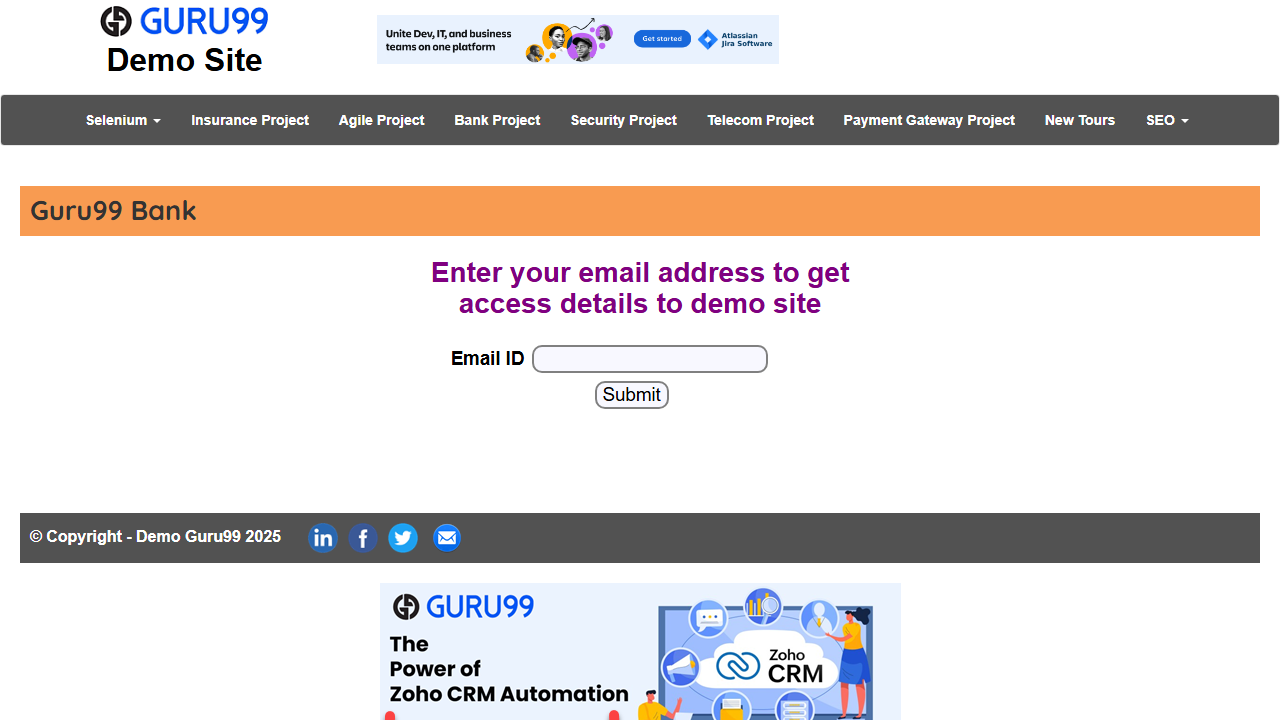 GURU99
Demo Site
Unite Dev, IT, and business
teams on one platform
Get started
Atlassian
Jira Software
Selenium
Insurance Project
Agile Project
Bank Project
Security Project
Telecom Project
Payment Gateway Project
New Tours
SEO
Guru99 Bank
Enter your email address to get
access details to demo site
Email ID
Submit
© Copyright - Demo Guru99 2025
in
f
GURU99
The
Power of
Zoho CRM Automation
Zoho
CRM